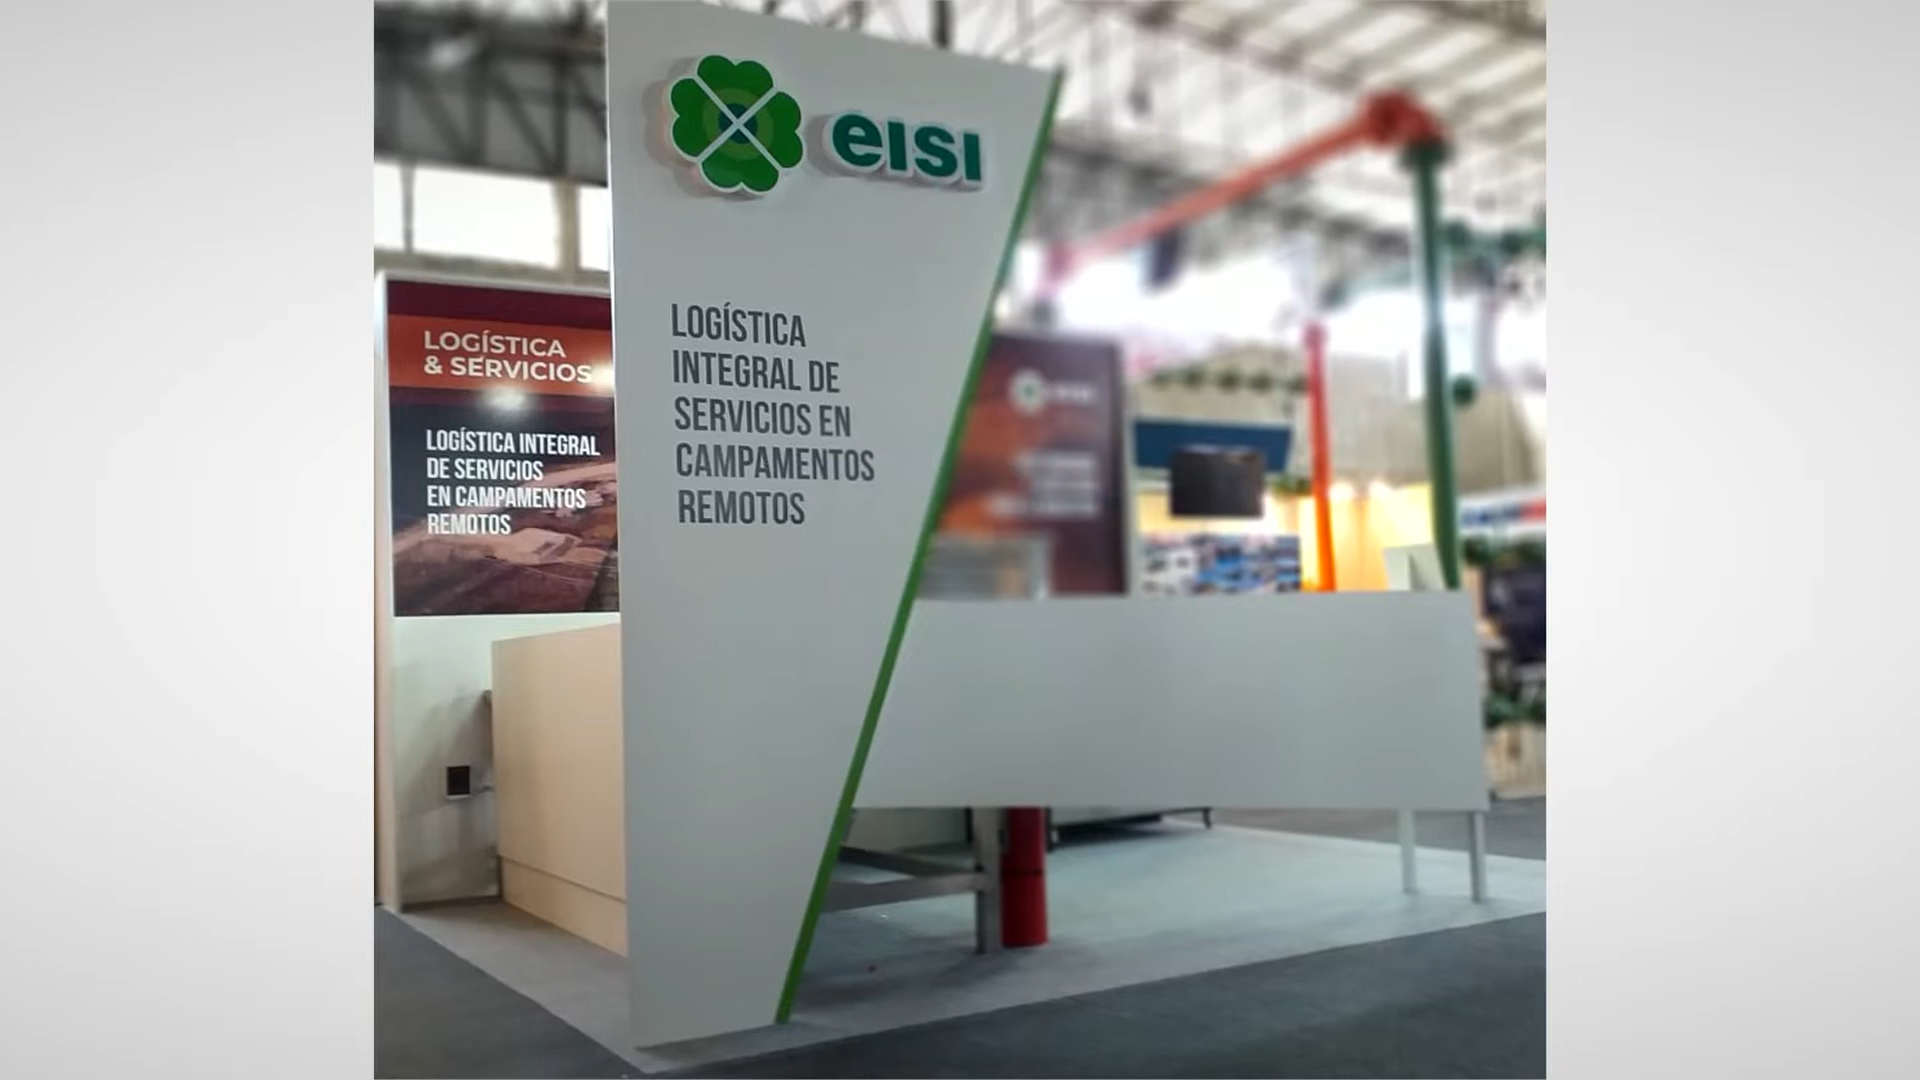 eISI
LOGÍSTICA
INTEGRAL DE
SERVICIOS EN
CAMPAMENTOS
REMOTOS
LOGÍSTICA
& SERVICIOS
LOGÍSTICA INTEGRAL
DE SERVICIOS
EN CAMPAMENTOS
REMOTOS